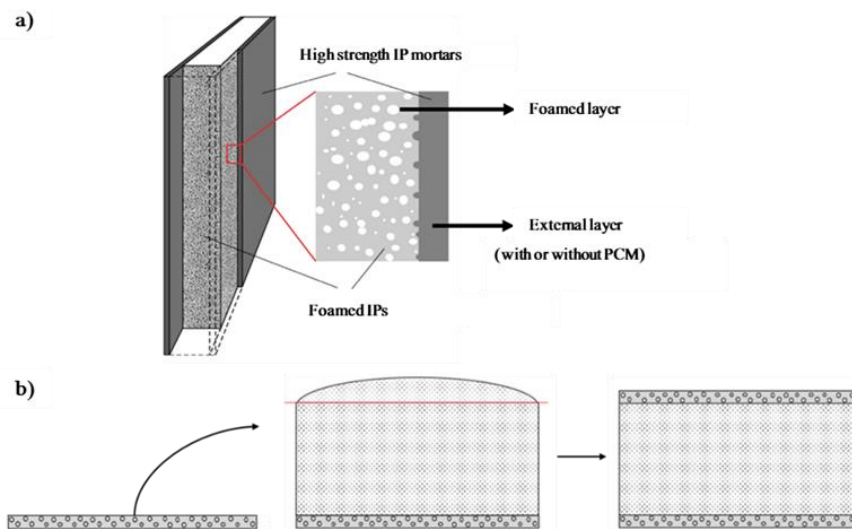 a)
High strength IP mortars
Foamed layer
External layer
(with or without PCM)
Foamed IPs
b)